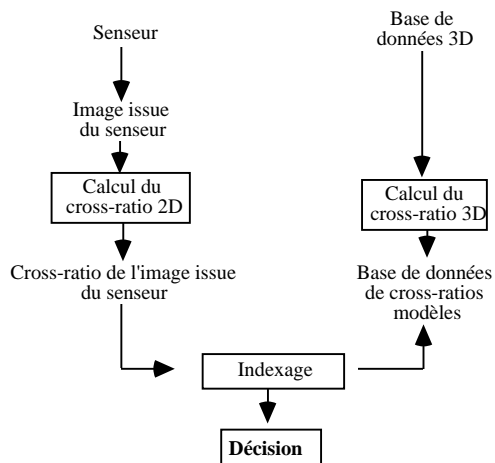 Senseur
Image issue
du senseur
Calcul du
cross-ratio 2D
Cross-ratio de l'image issue
du senseur
Base de
données 3D
Calcul du
cross-ratio 3D
Base de données
de cross-ratios
modèles
Indexage
Décision